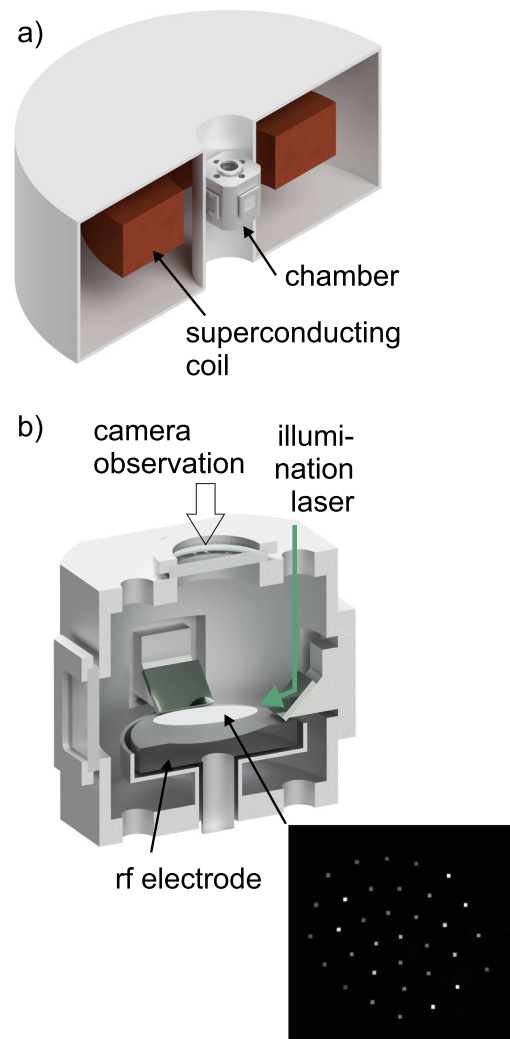 a)
chamber
superconducting
coil
b)
camera
observation
illumi-
nation
laser
rf electrode